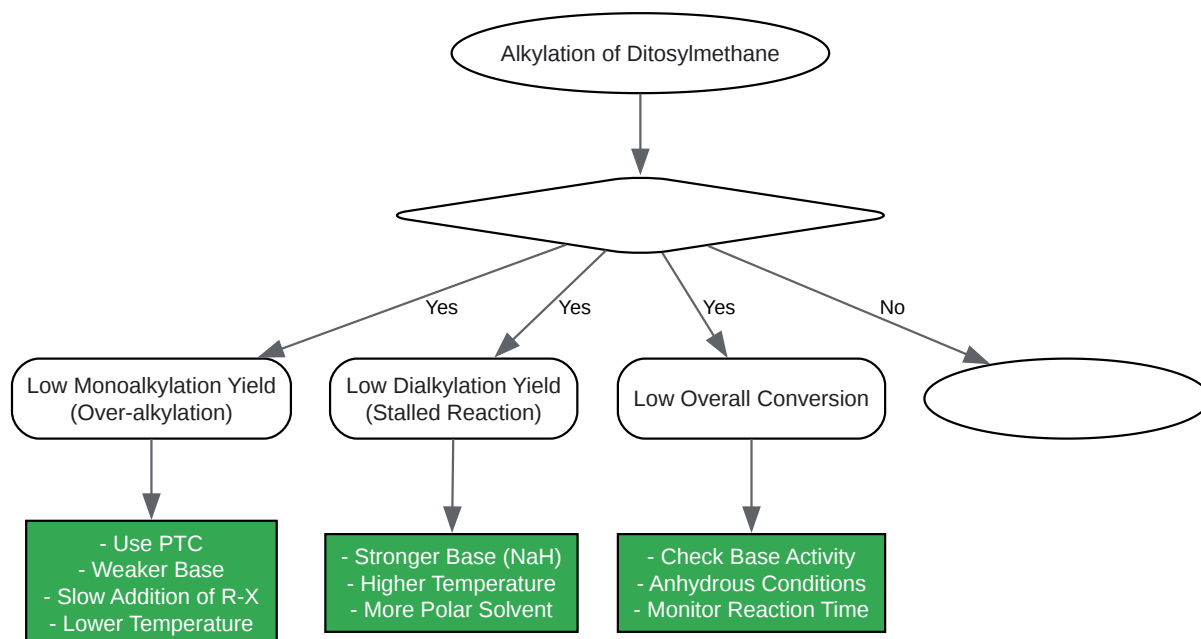 Alkylation of Ditosylmethane
Yes
Yes
Yes
No
Low Monoalkylation Yield
(Over-alkylation)
Low Dialkylation Yield
(Stalled Reaction)
Low Overall Conversion
- Use PTC
- Weaker Base
- Slow Addition of R-X
- Lower Temperature
- Stronger Base (NaH)
- Higher Temperature
- More Polar Solvent
- Check Base Activity
- Anhydrous Conditions
- Monitor Reaction Time